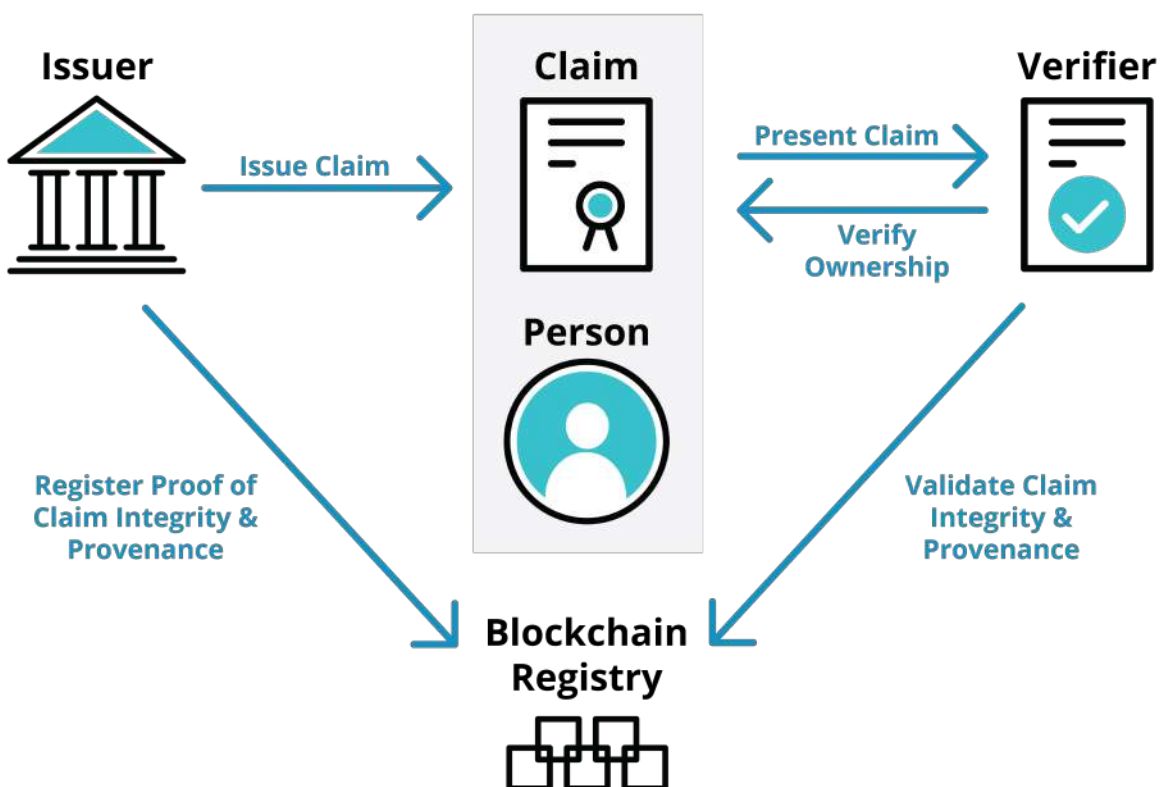 Issuer
Claim
Verifier
Issue Claim
Present Claim
Verify
Ownership
Person
Register Proof of
Claim Integrity &
Provenance
Validate Claim
Integrity &
Provenance
Blockchain
Registry